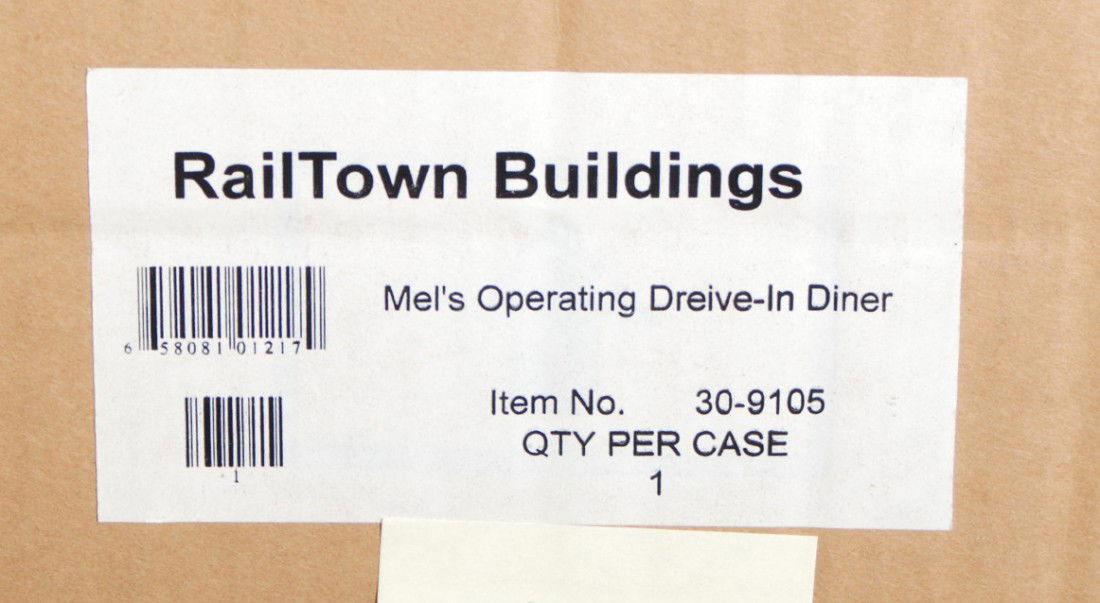 RailTown Buildings
Mel's Operating Dreive-In Diner
6 58081 01217
Item No. 30-9105
QTY PER CASE
1
1